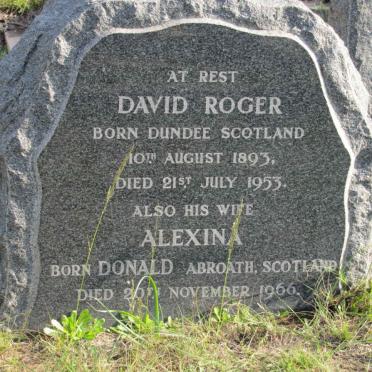 AT REST
DAVID ROGER
BORN DUNDEE SCOTLAND
10TH AUGUST 1893,
DIED 21ST JULY 1953.
ALSO HIS WIFE
ALEXINA
BORN DONALD ABROATH, SCOTLAND
DIED 26TH NOVEMBER 1966.